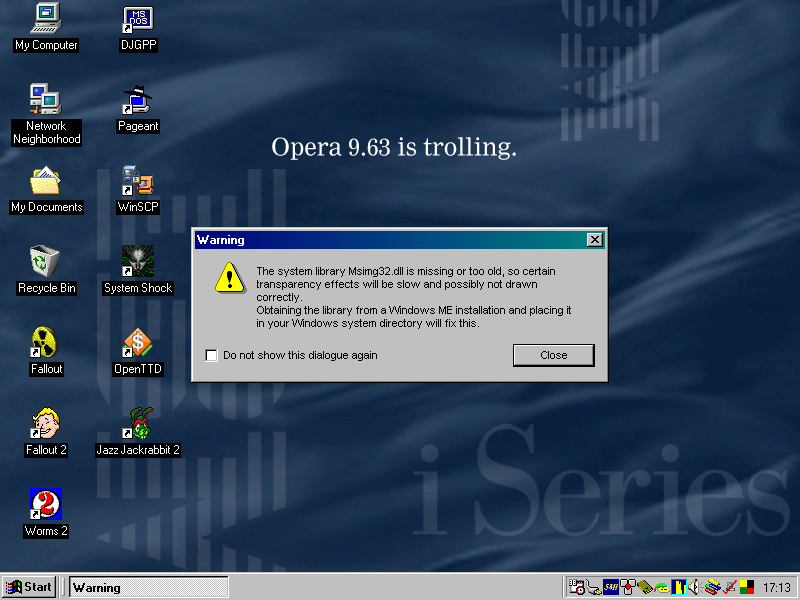 My Computer
DJGPP
Network
Neighborhood
Pageant
My Documents
WinSCP
Recycle Bin
System Shock
Fallout
OpenTTD
Fallout 2
Jazz Jackrabbit 2
Worms 2
MS
DOS
Opera 9.63 is trolling.
Warning
The system library Msimg32.dll is missing or too old, so certain
transparency effects will be slow and possibly not drawn
correctly.
Obtaining the library from a Windows ME installation and placing it
in your Windows system directory will fix this.
Do not show this dialogue again
Close
i Series
Start
Warning
17:13